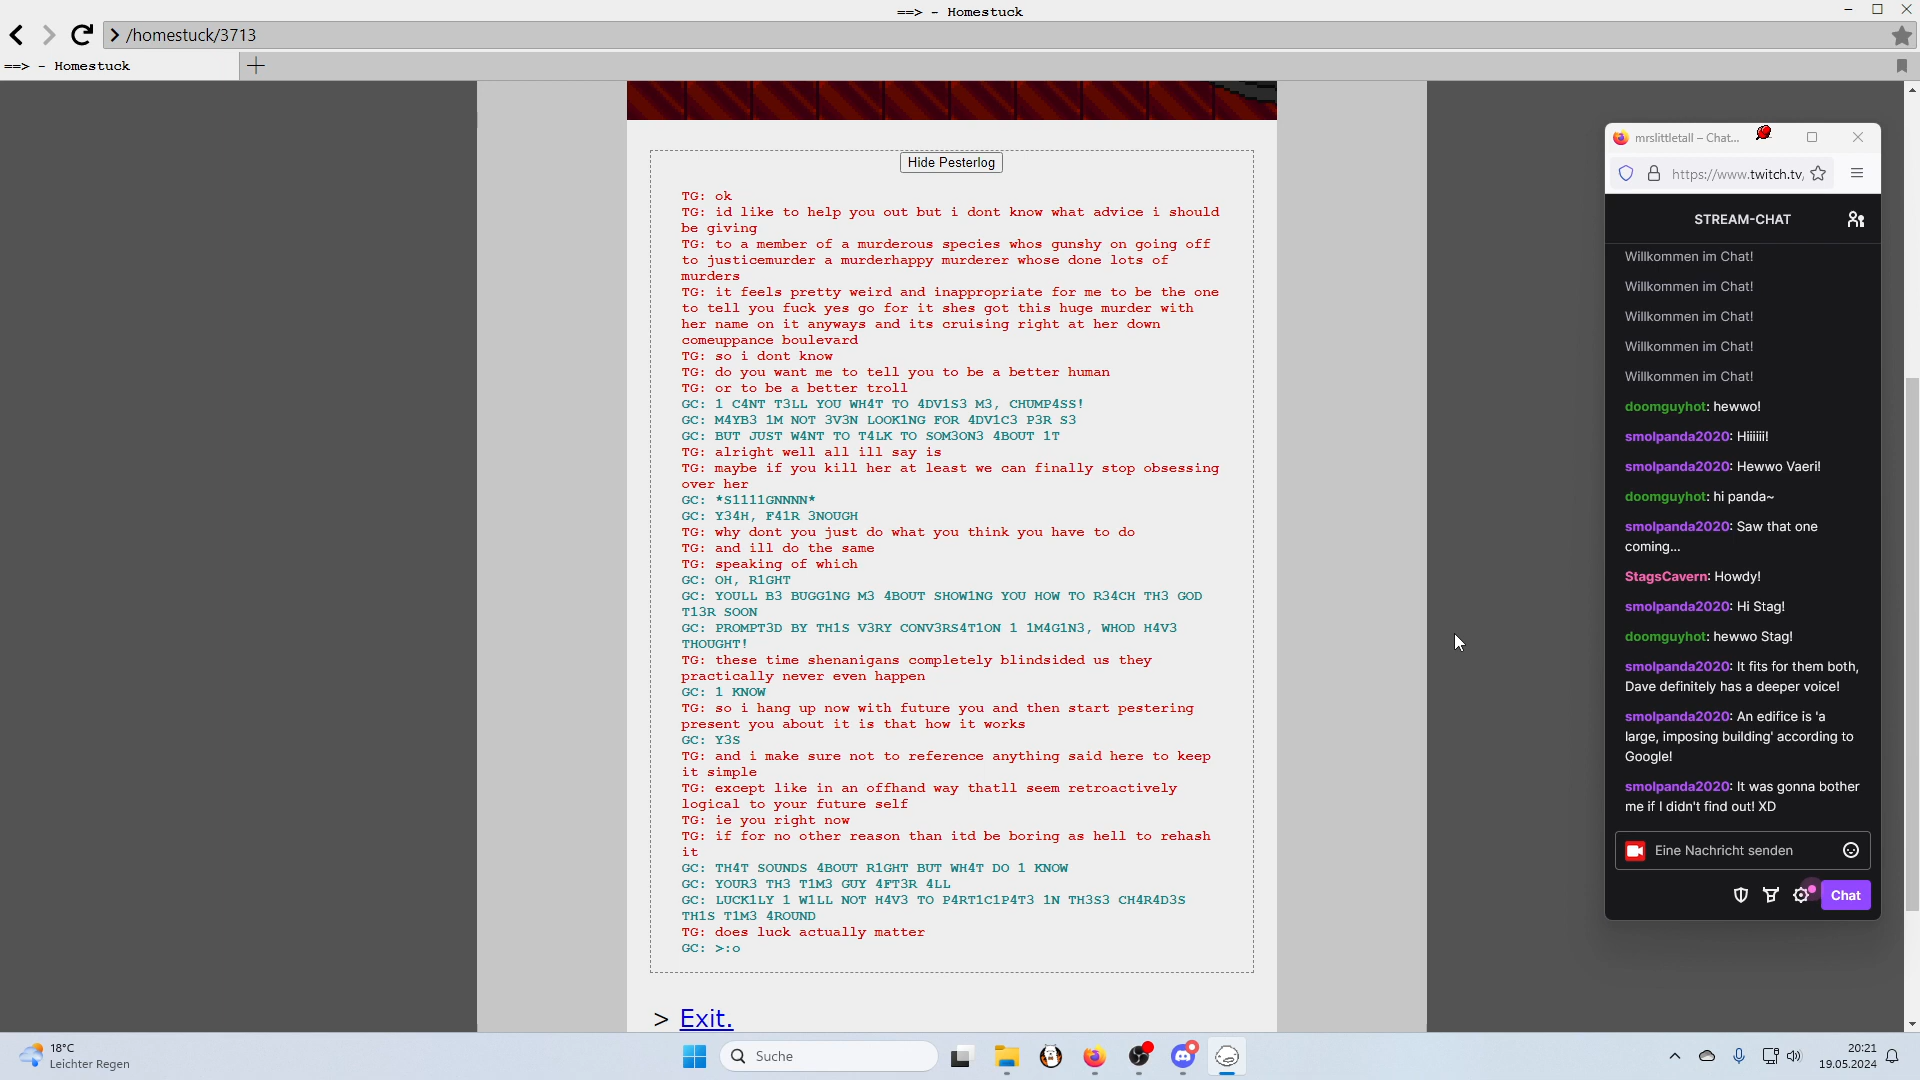 ==> - Homestuck
/homestuck/3713
==> - Homestuck
Hide Pesterlog
TG: ok
TG: id like to help you out but i dont know what advice i should
be giving
TG: to a member of a murderous species whos gunshy on going off
to justicemurder a murderhappy murderer whose done lots of
murders
TG: it feels pretty weird and inappropriate for me to be the one
to tell you fuck yes go for it shes got this huge murder with
her name on it anyways and its cruising right at her down
comeuppance boulevard
TG: so i dont know
TG: do you want me to tell you to be a better human
TG: or to be a better troll
GC: 1 C4NT T3LL YOU WH4T TO 4DV1S3 M3, CHUMP4SS!
GC: M4YB3 1M NOT 3V3N LOOK1NG FOR 4DV1C3 P3R S3
GC: BUT JUST W4NT TO T4LK TO SOM3ON3 4BOUT 1T
TG: alright well all ill say is
TG: maybe if you kill her at least we can finally stop obsessing
over her
GC: *S1111GNNNN*
GC: Y34H, F41R 3NOUGH
TG: why dont you just do what you think you have to do
TG: and ill do the same
TG: speaking of which
GC: OH, R1GHT
GC: YOULL B3 BUGG1NG M3 4BOUT SHOW1NG YOU HOW TO R34CH TH3 GOD
T13R SOON
GC: PROMPT3D BY TH1S V3RY CONV3RS4T1ON 1 1M4G1N3, WHOD H4V3
THOUGHT!
TG: these time shenanigans completely blindsided us they
practically never even happen
GC: 1 KNOW
TG: so i hang up now with future you and then start pestering
present you about it is that how it works
GC: Y3S
TG: and i make sure not to reference anything said here to keep
it simple
TG: except like in an offhand way thatll seem retroactively
logical to your future self
TG: ie you right now
TG: if for no other reason than itd be boring as hell to rehash
it
GC: TH4T SOUNDS 4BOUT R1GHT BUT WH4T DO 1 KNOW
GC: YOUR3 TH3 T1M3 GUY 4FT3R 4LL
GC: LUCK1LY 1 W1LL NOT H4V3 TO P4RT1C1P4T3 1N TH3S3 CH4R4D3S
TH1S T1M3 4ROUND
TG: does luck actually matter
GC: >:o
> Exit.
mrslittletall – Chat...
https://www.twitch.tv,
STREAM-CHAT
Willkommen im Chat!
Willkommen im Chat!
Willkommen im Chat!
Willkommen im Chat!
Willkommen im Chat!
doomguyhot: hewwo!
smolpanda2020: Hiiiiii!
smolpanda2020: Hewwo Vaeri!
doomguyhot: hi panda~
smolpanda2020: Saw that one
coming...
StagsCavern: Howdy!
smolpanda2020: Hi Stag!
doomguyhot: hewwo Stag!
smolpanda2020: It fits for them both,
Dave definitely has a deeper voice!
smolpanda2020: An edifice is 'a
large, imposing building' according to
Google!
smolpanda2020: It was gonna bother
me if I didn't find out! XD
Eine Nachricht senden
Chat
18°C
Leichter Regen
Suche
20:21
19.05.2024